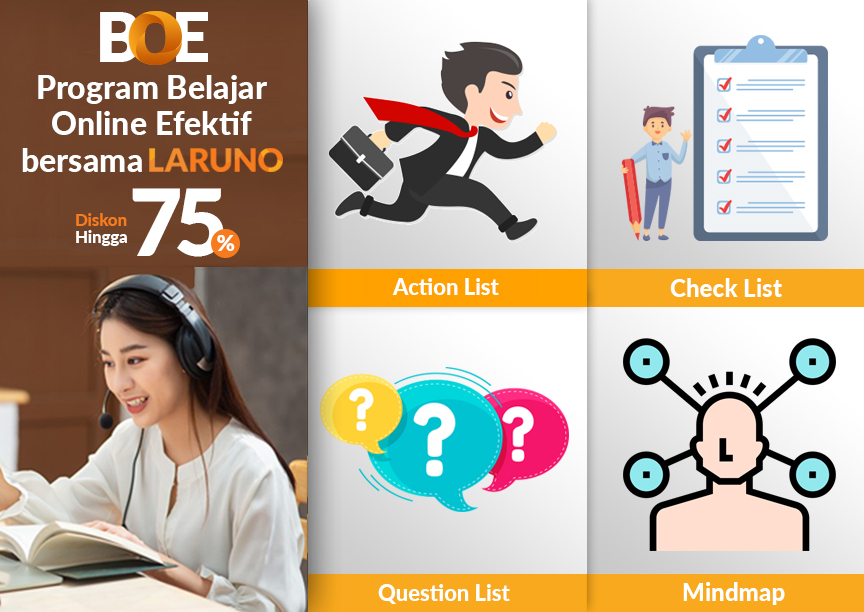 BOE
Program Belajar
Online Efektif
bersama LARUNO
Diskon
Hingga
75%
Action List
Check List
? ? ?
Question List
Mindmap